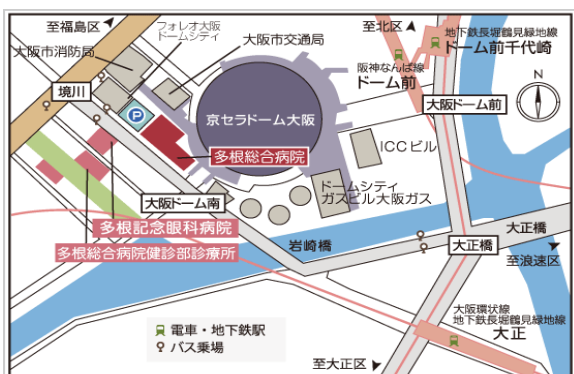 至福島区
フォレオ大阪
ドームシティ
大阪市消防局
大阪市交通局
至北区
地下鉄長堀鶴見緑地線
ドーム前千代崎
阪神なんば線
ドーム前
境川
P
京セラドーム大阪
大阪ドーム前
N
多根総合病院
ICCビル
ドームシティ
ガスビル大阪ガス
大阪ドーム南
多根記念眼科病院
多根総合病院健診部診療所
岩崎橋
大正橋
大正橋
至浪速区
大阪環状線
地下鉄長堀鶴見緑地線
大正
電車・地下鉄駅
バス乗場
至大正区